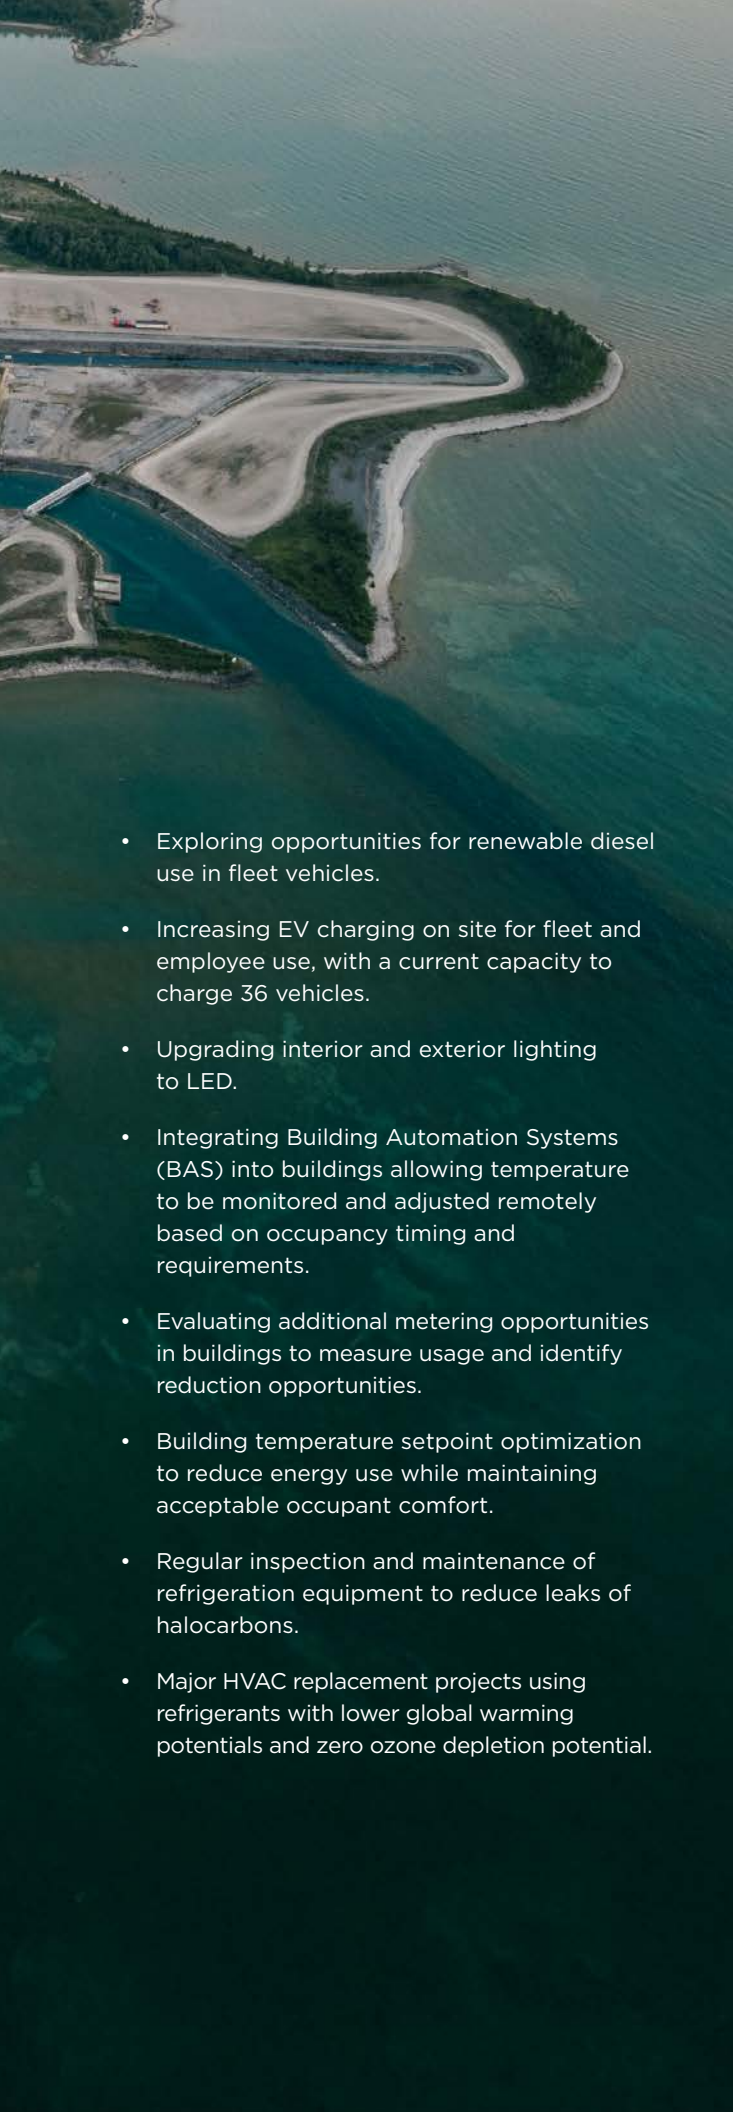 • Exploring opportunities for renewable diesel
use in fleet vehicles.
• Increasing EV charging on site for fleet and
employee use, with a current capacity to
charge 36 vehicles.
• Upgrading interior and exterior lighting
to LED.
• Integrating Building Automation Systems
(BAS) into buildings allowing temperature
to be monitored and adjusted remotely
based on occupancy timing and
requirements.
• Evaluating additional metering opportunities
in buildings to measure usage and identify
reduction opportunities.
• Building temperature setpoint optimization
to reduce energy use while maintaining
acceptable occupant comfort.
• Regular inspection and maintenance of
refrigeration equipment to reduce leaks of
halocarbons.
• Major HVAC replacement projects using
refrigerants with lower global warming
potentials and zero ozone depletion potential.